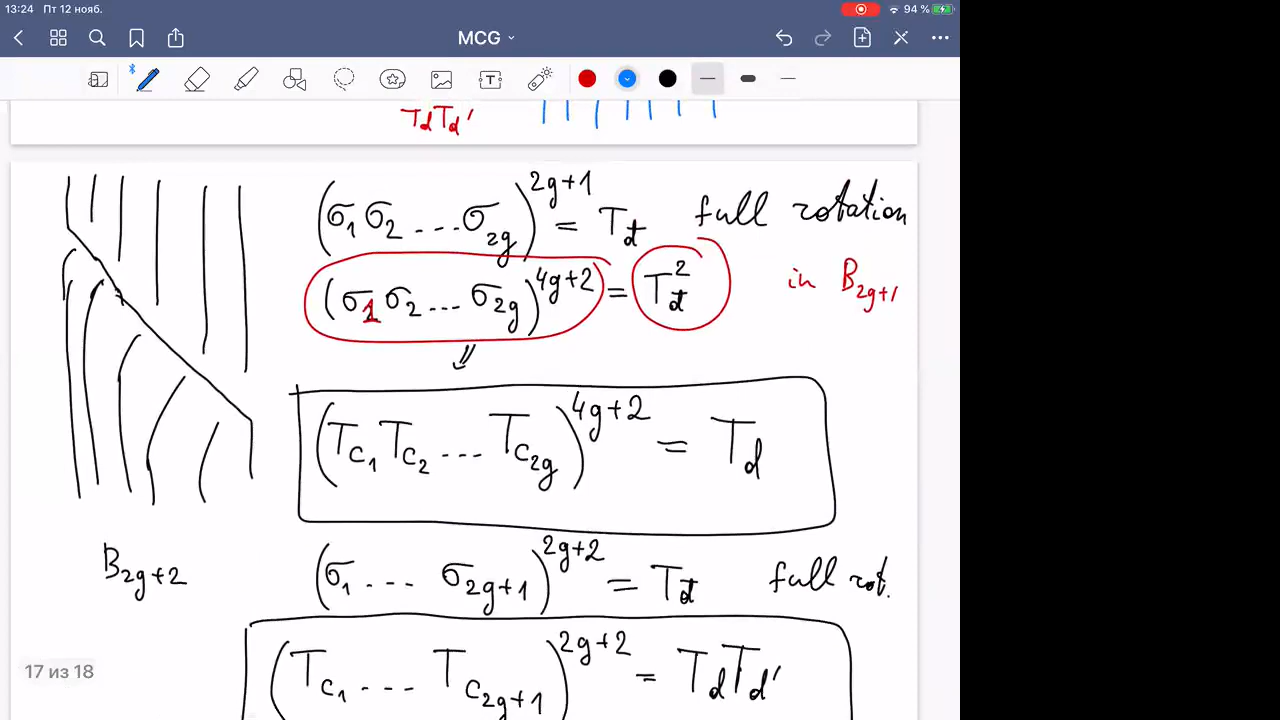 13:24 Пт 12 нояб.
94 %
MCG
T
T_d T_d'
(σ_1 σ_2 ... σ_{2g})^{2g+1} = T_d full rotation
(σ_1 σ_2 ... σ_{2g})^{4g+2} = T_d^2 in B_{2g+1}
⇓
(T_{c_1} T_{c_2} ... T_{c_{2g}})^{4g+2} = T_d
B_{2g+2} (σ_1 ... σ_{2g+1})^{2g+2} = T_d full rot.
(T_{c_1} ... T_{c_{2g+1}})^{2g+2} = T_d T_d'
17 из 18